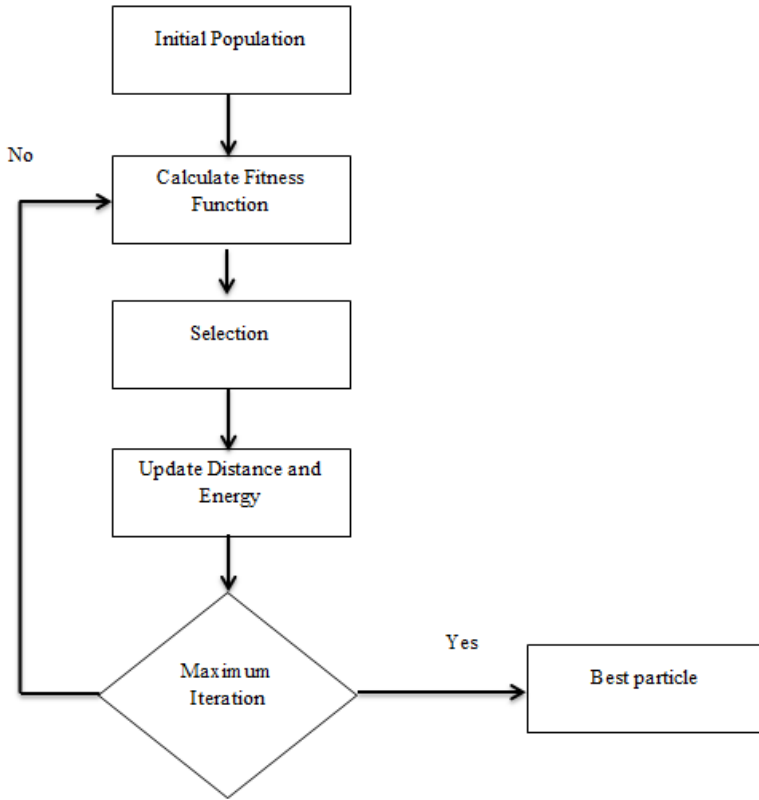 Initial Population
No
Calculate Fitness
Function
Selection
Update Distance and
Energy
Maximum
Iteration
Yes
Best particle